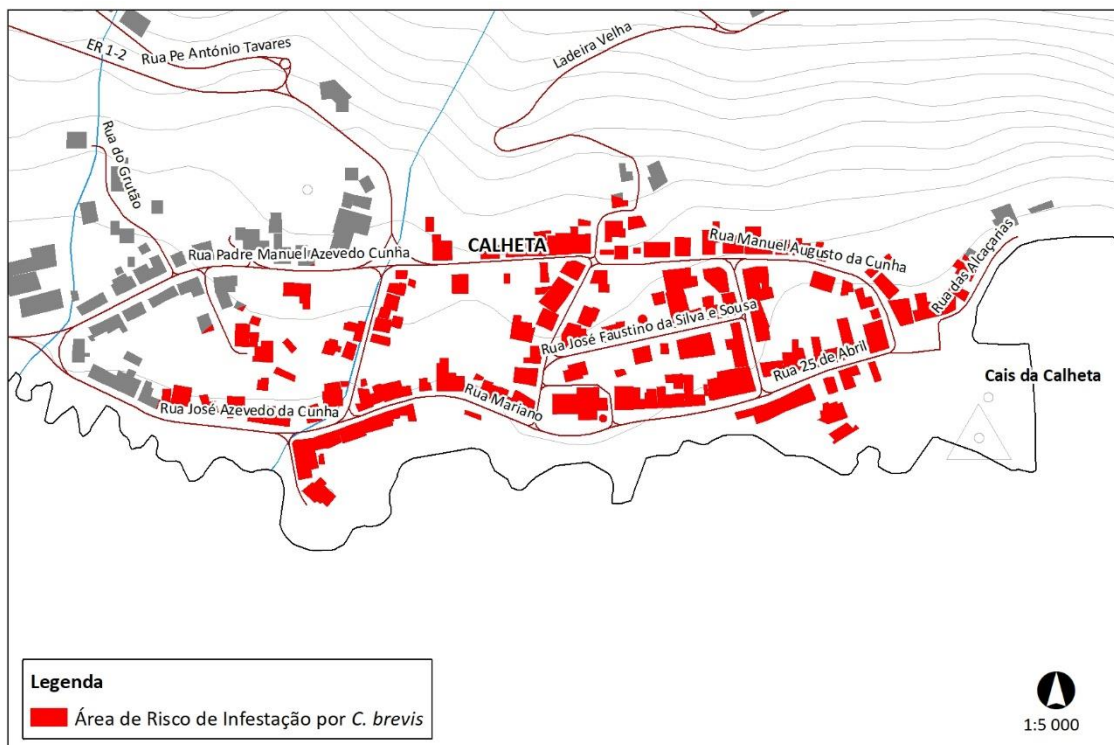 ER 1-2
Rua Pe António Tavares
Ladeira Velha
Rua do Grutão
CALHETA
Rua Padre Manuel Azevedo Cunha
Rua Manuel Augusto da Cunha
Rua das Alcaçarias
Rua José Faustino da Silva e Sousa
Rua 25 de Abril
Cais da Calheta
Rua Mariano
Rua José Azevedo da Cunha
Legenda
Área de Risco de Infestação por C. brevis
1:5 000